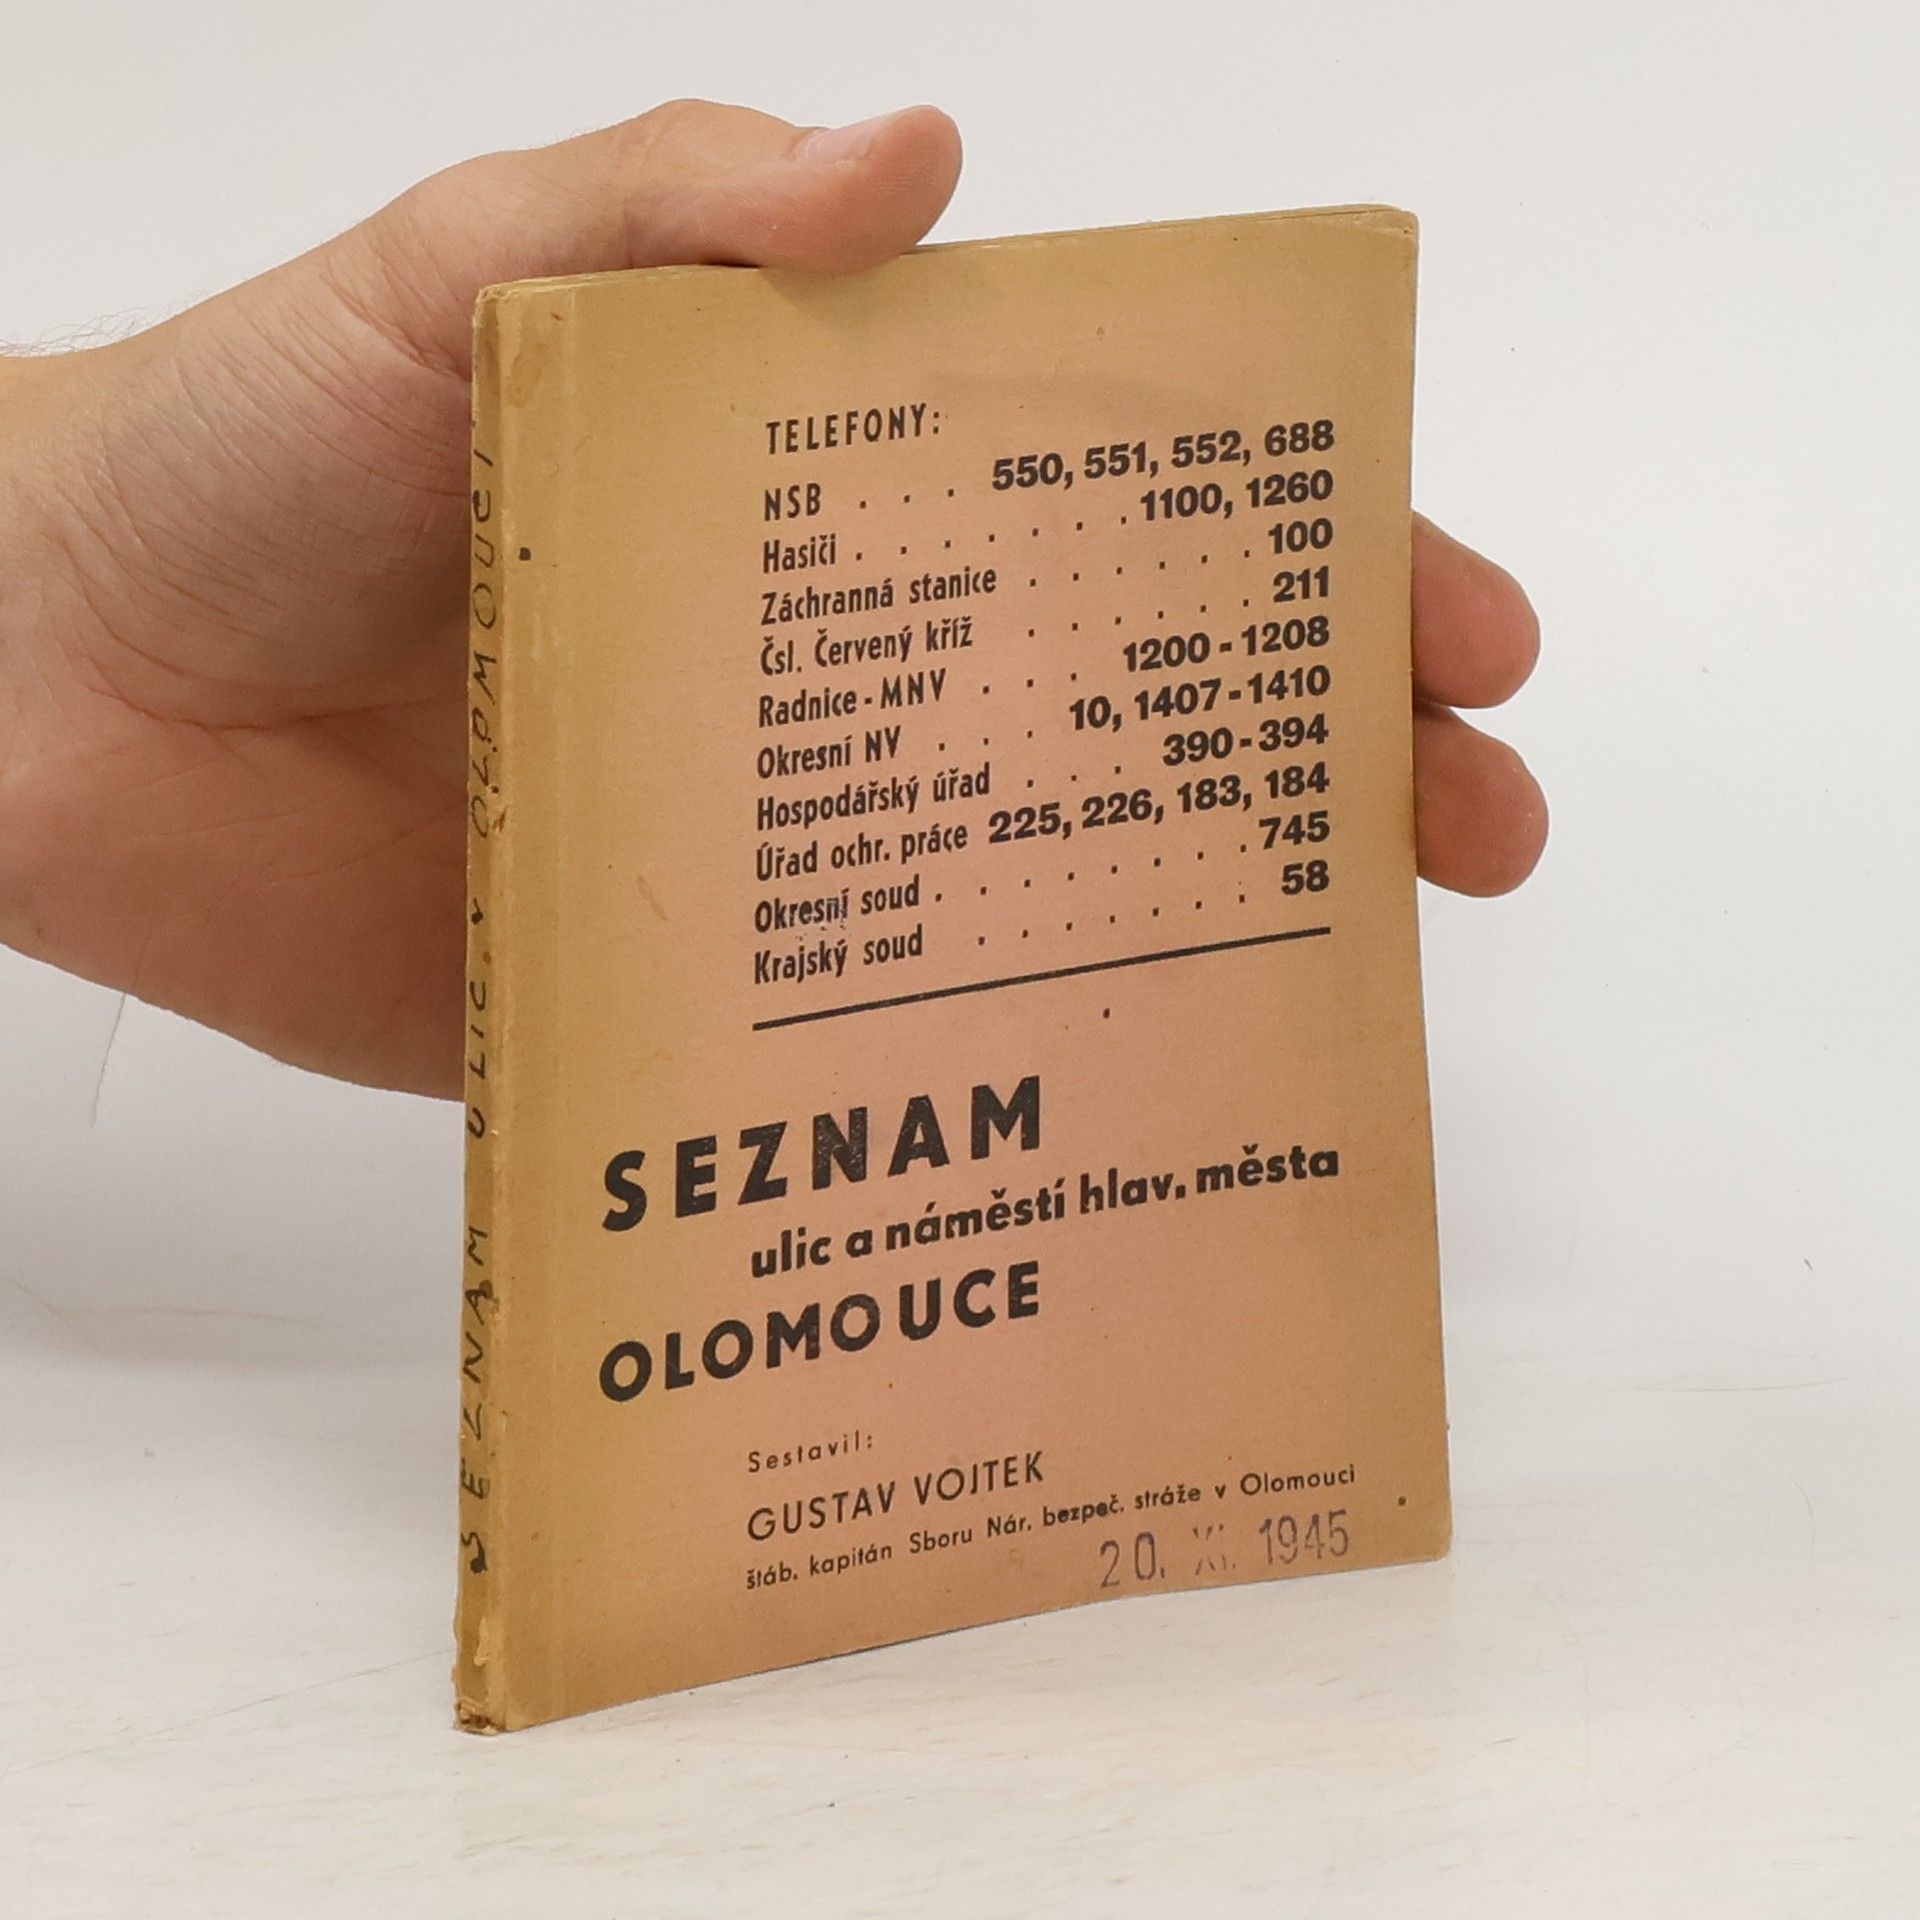 SEZNAM ULIC. v OLOMOUCI.
TELEFONY:
NSB . . . 550, 551, 552, 688
Hasiči . . . . . . . 1100, 1260
Záchranná stanice . . . . . . 100
Čsl. Červený kříž . . . . . . 211
Radnice - MNV . . . 1200 - 1208
Okresní NV . . . 10, 1407 - 1410
Hospodářský úřad . . . 390 - 394
Úřad ochr. práce 225, 226, 183, 184
Okresní soud . . . . . . . . 745
Krajský soud . . . . . . . 58
SEZNAM
ulic a náměstí hlav. města
OLOMOUCE
Sestavil:
GUSTAV VOJTEK
štáb. kapitán Sboru Nár. bezpeč. stráže v Olomouci
20. XI. 1945